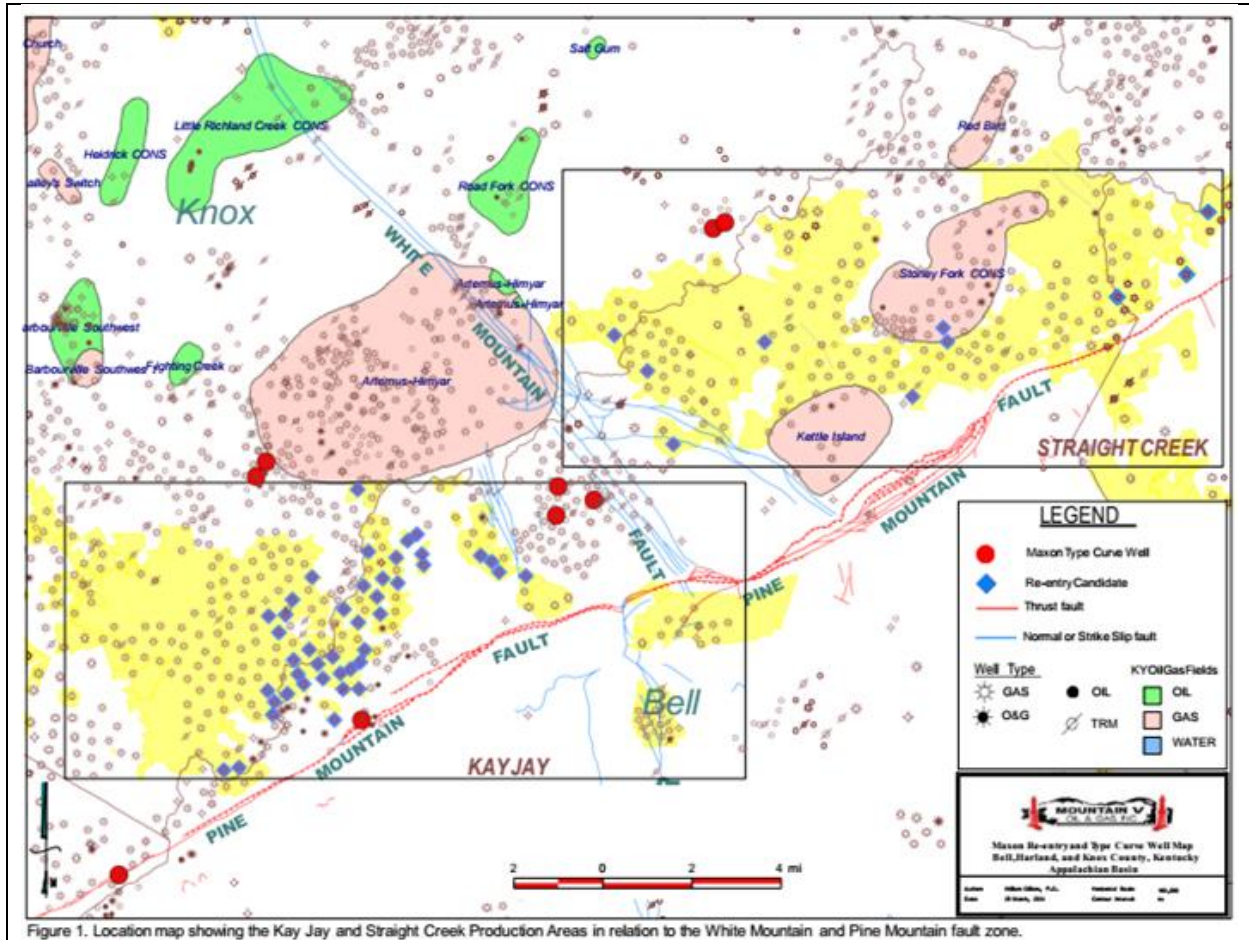 Church
Salt Gum
Little Richland Creek CONS
Red Bird
Heidrick CONS
alley's Switch
Road Fork CONS
Knox
WHITE
Stoney Fork CONS
Artemus-Himyar
Artemus-Himyar
MOUNTAIN
arbourville Southwest
Barbourville Southwes
Fighting Creek
Artemus-Himyar
FAULT
Kettle Island
STRAIGHT CREEK
MOUNTAIN
FAULT
PINE
FAULT
Bell
MOUNTAIN
KAY JAY
PINE
LEGEND
Maxon Type Curve Well
Re-entry Candidate
Thrust fault
Normal or Strike Slip fault
Well Type
KYOilGasFields
GAS
OIL
OIL
O&G
TRM
GAS
WATER
MOUNTAIN V
OIL & GAS, INC.
Maxon Re-entry and Type Curve Well Map
Bell, Harland, and Knox County, Kentucky
Appalachian Basin
2 0 2 4 mi
Figure 1. Location map showing the Kay Jay and Straight Creek Production Areas in relation to the White Mountain and Pine Mountain fault zone.